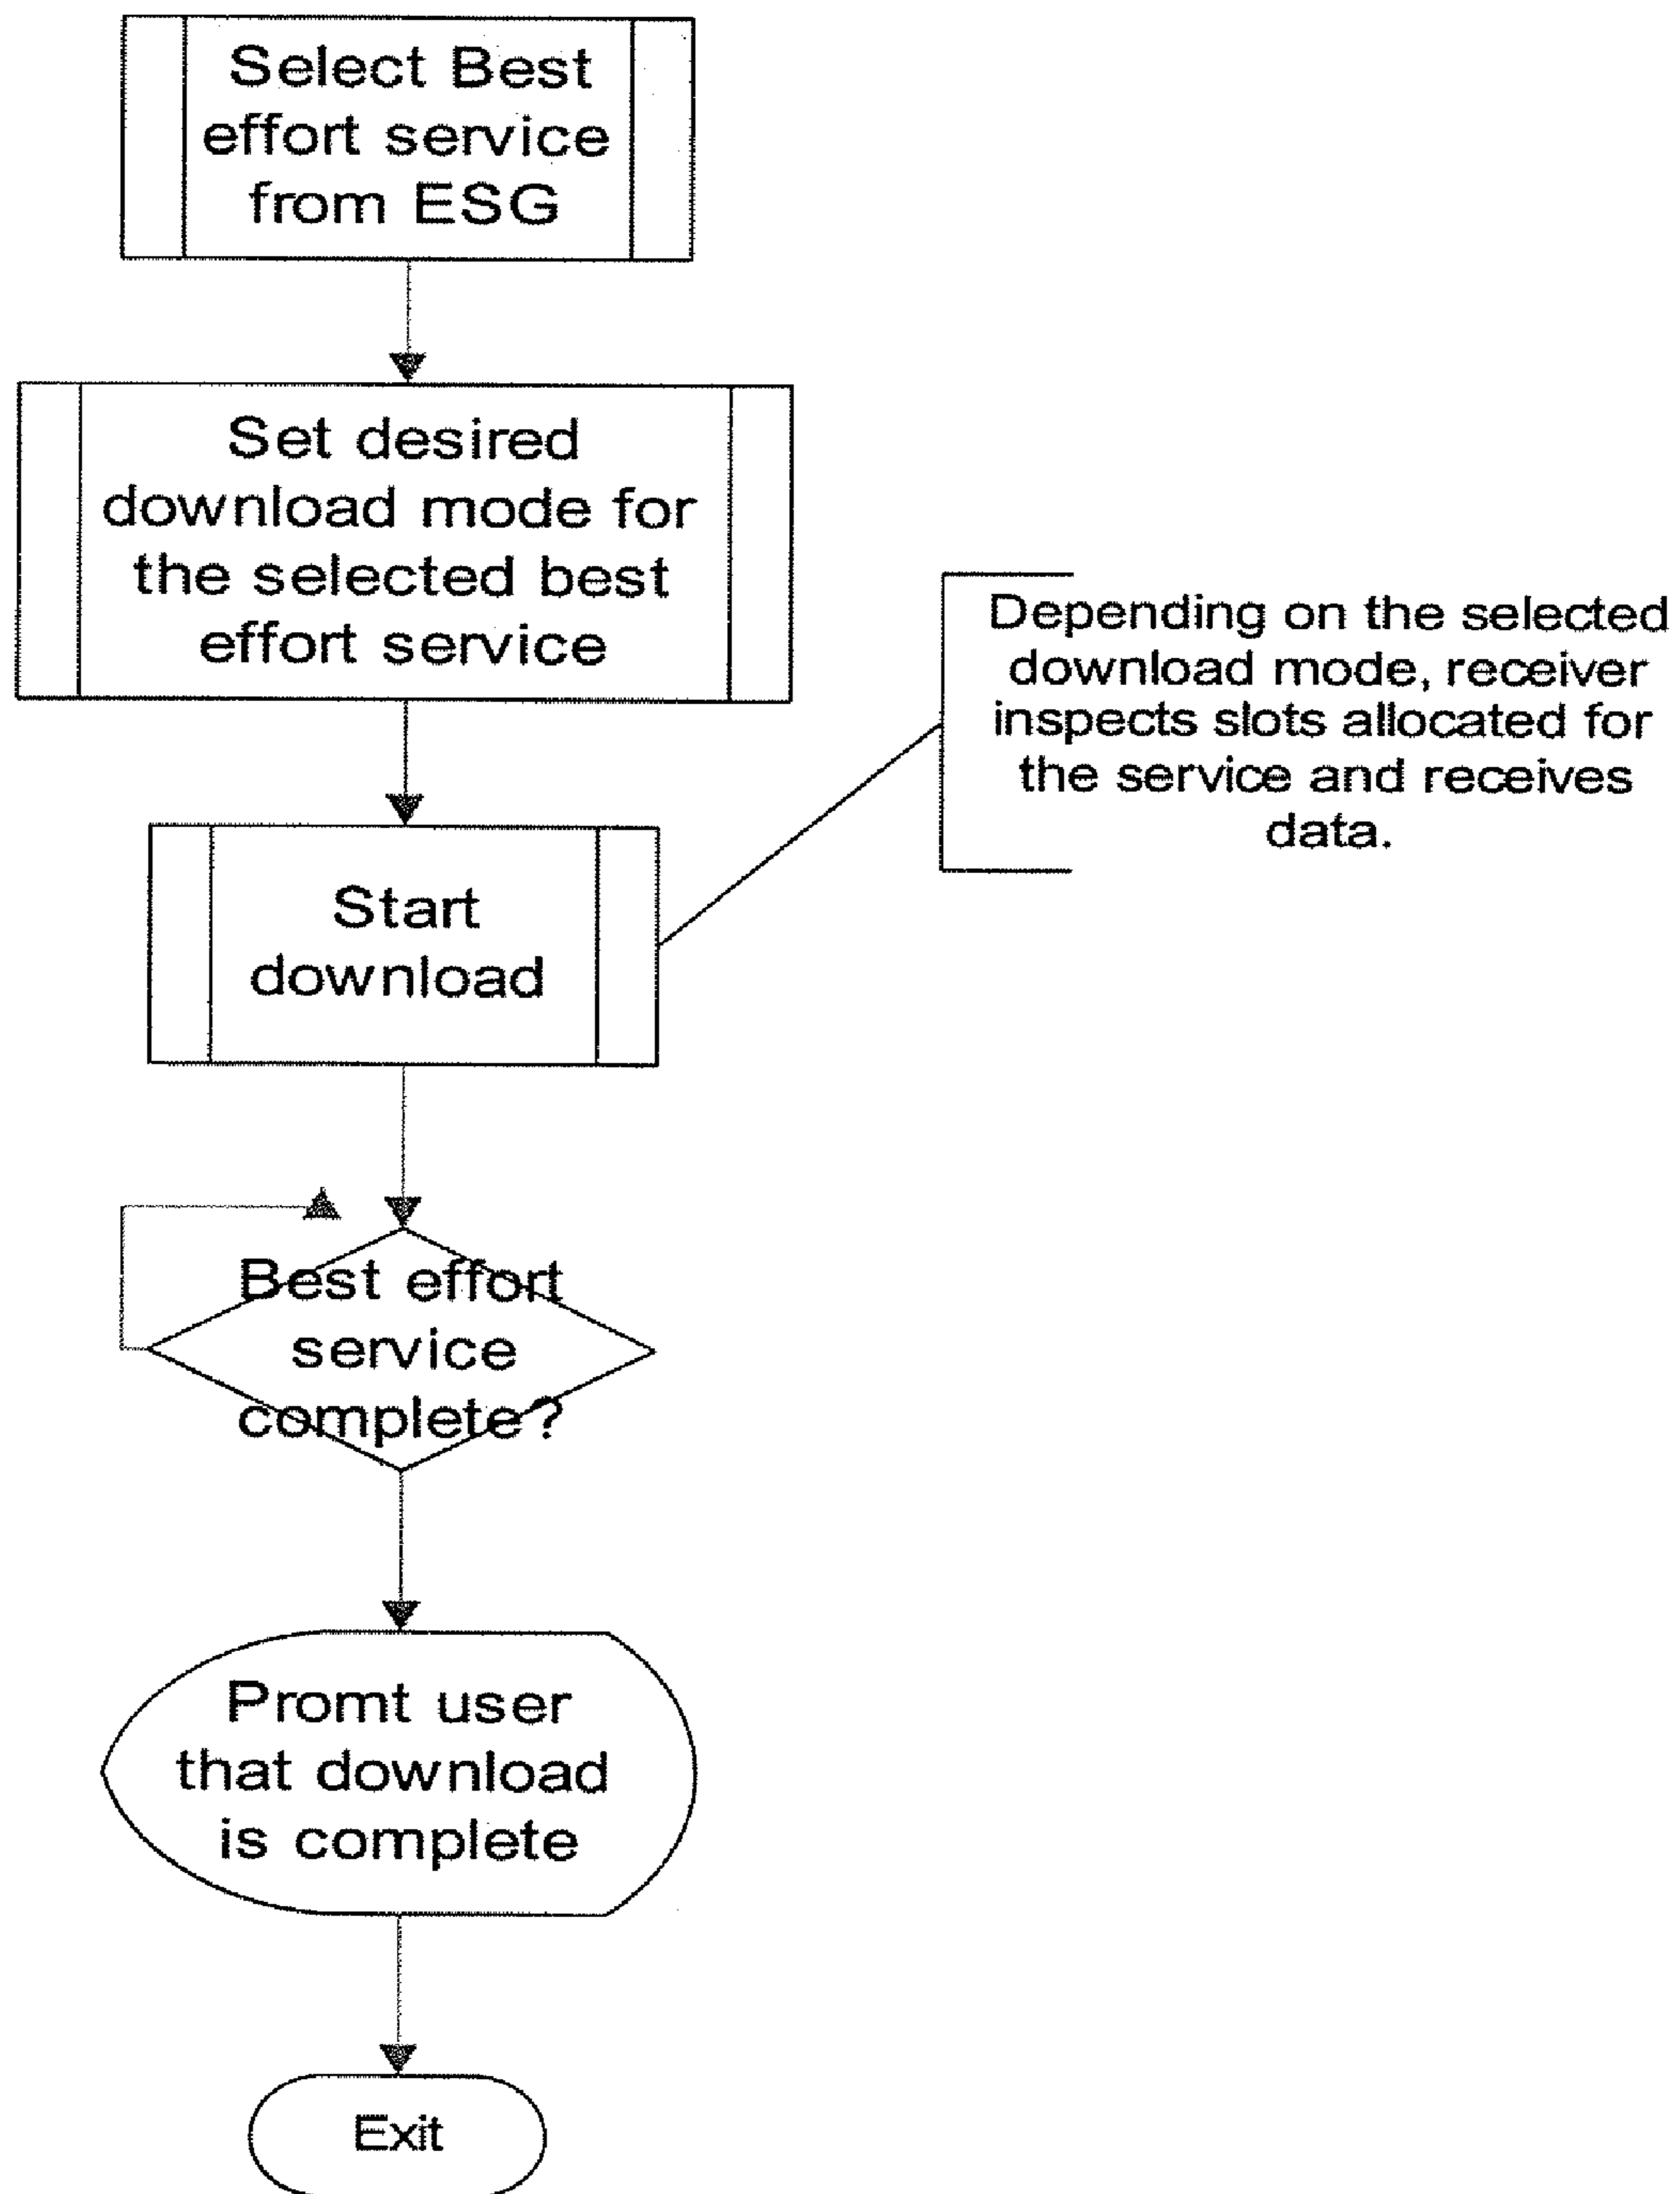 Select Best
effort service
from ESG
Set desired
download mode for
the selected best
effort service
Depending on the selected
download mode, receiver
inspects slots allocated for
the service and receives
data.
Start
download
Best effort
service
complete?
Promt user
that download
is complete
Exit